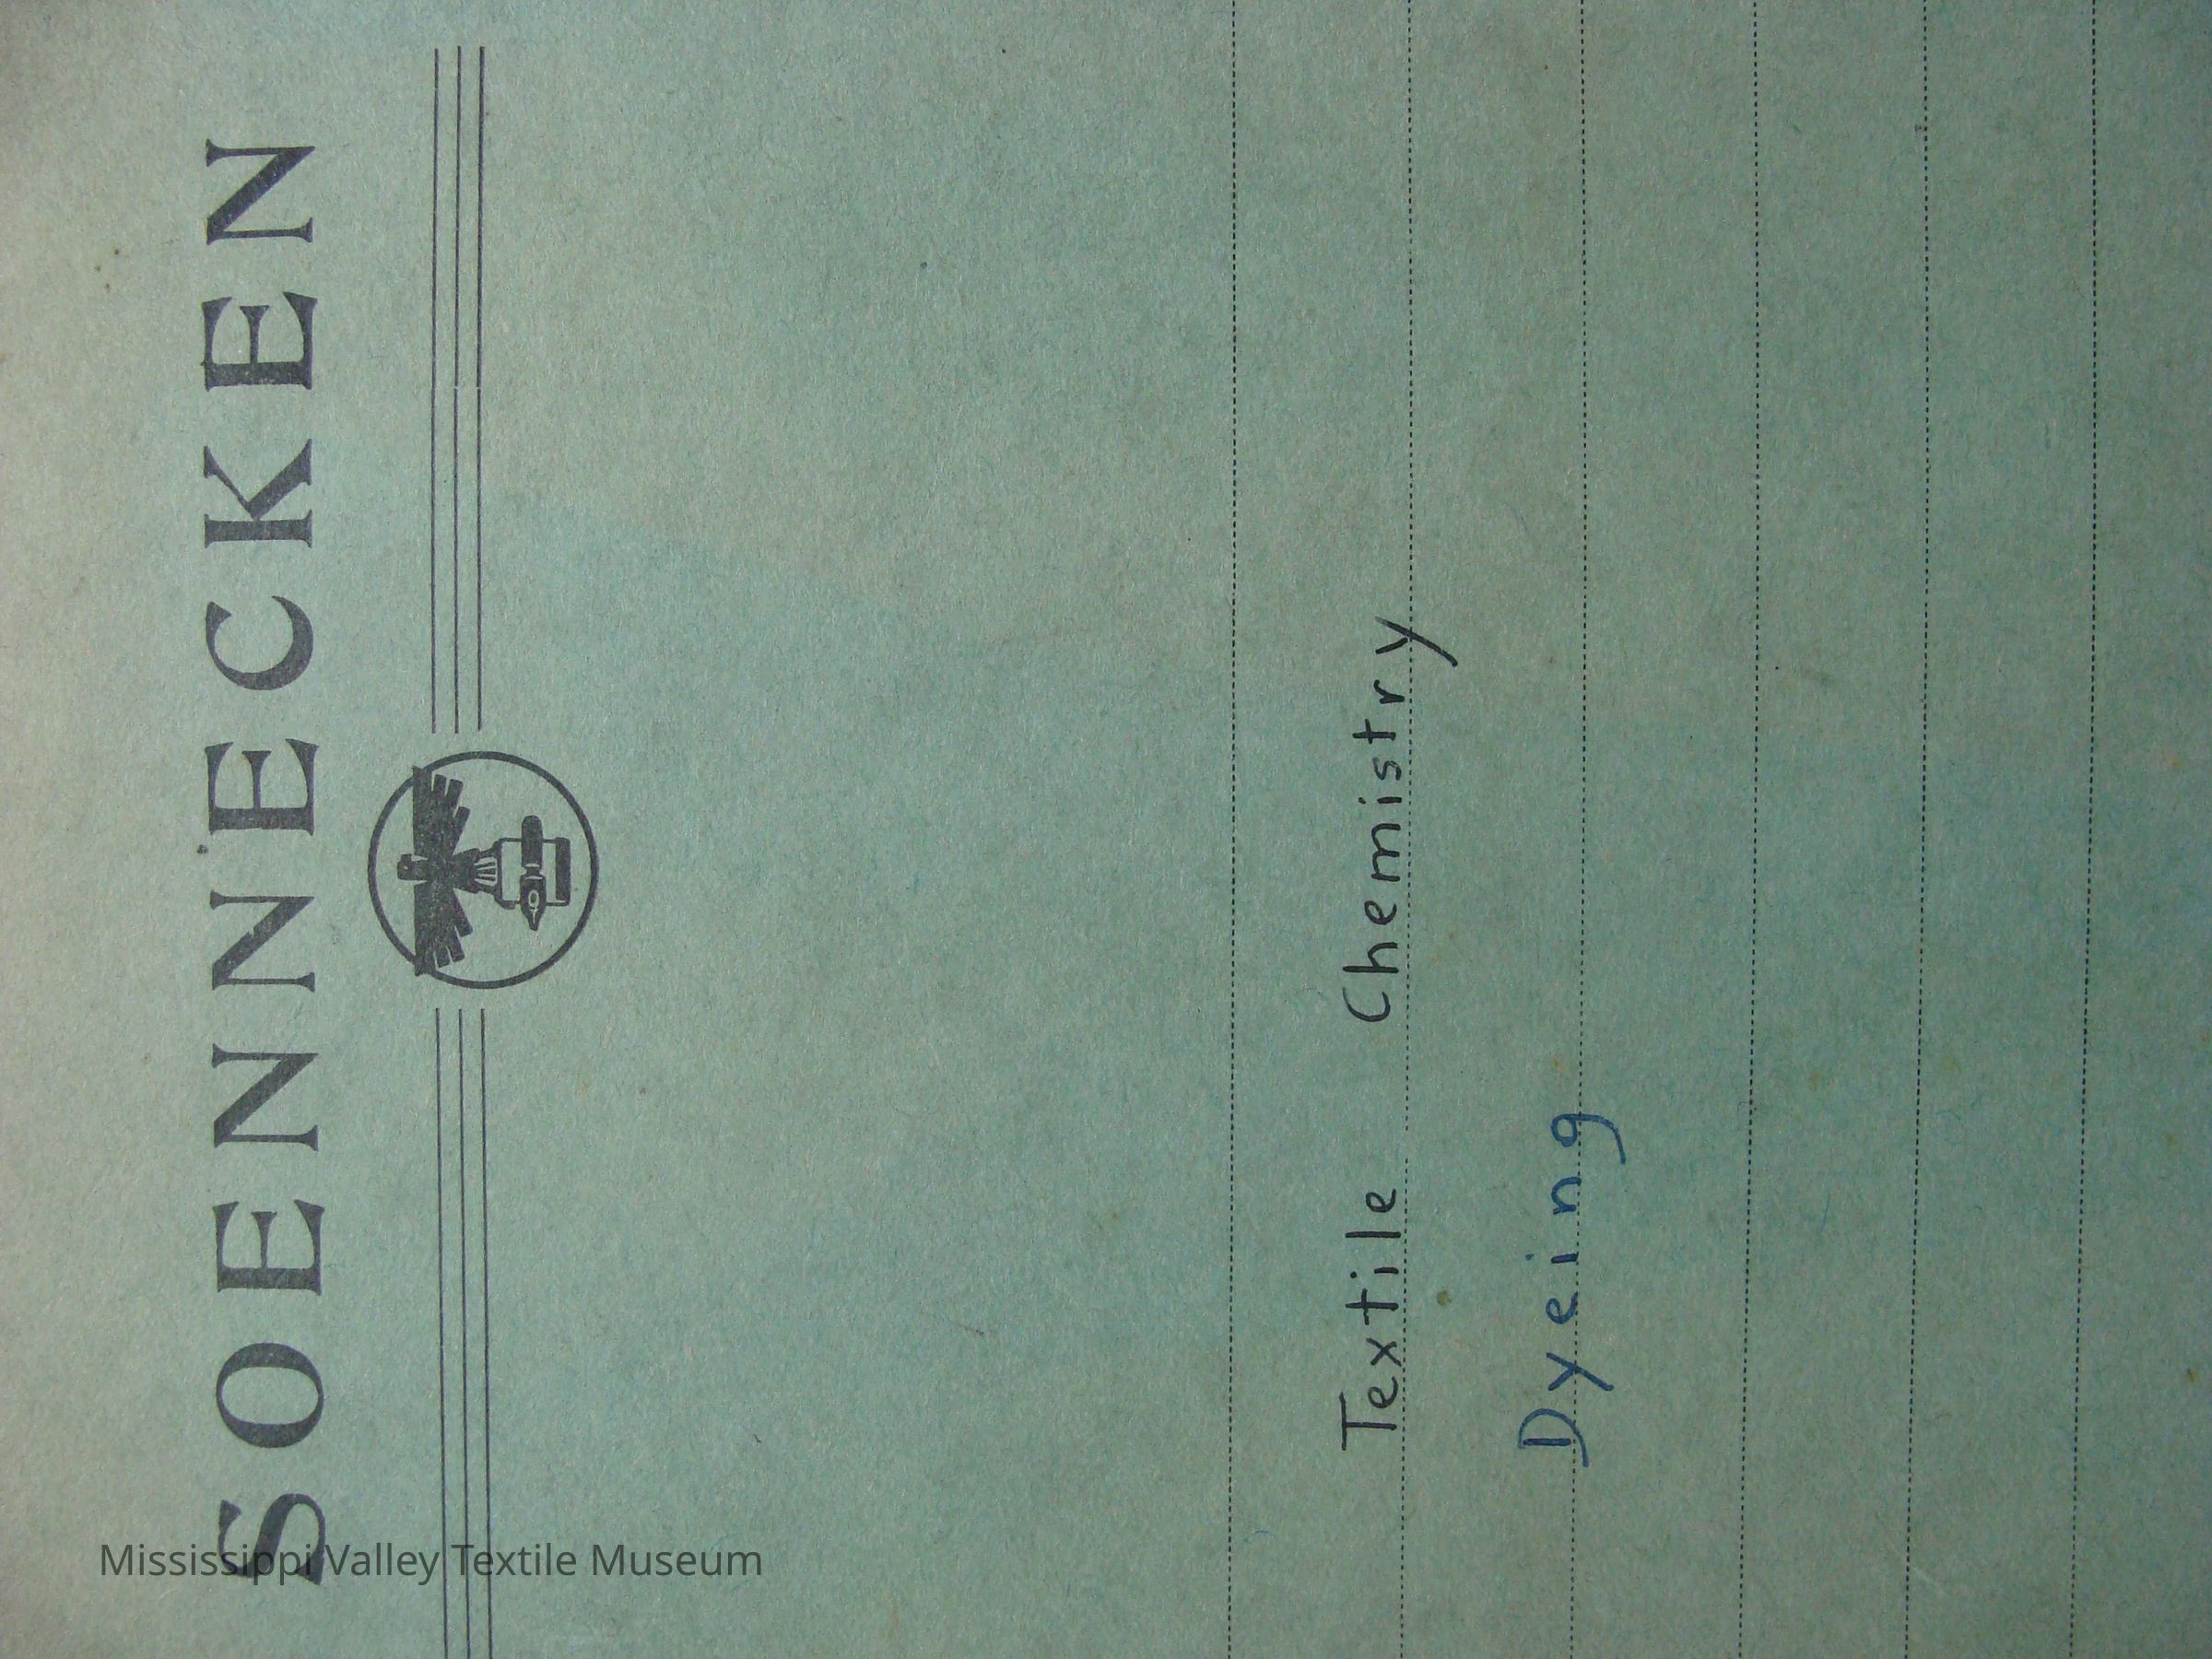 SOENNECKEN
Textile Chemistry
Dyeing
Mississippi Valley Textile Museum